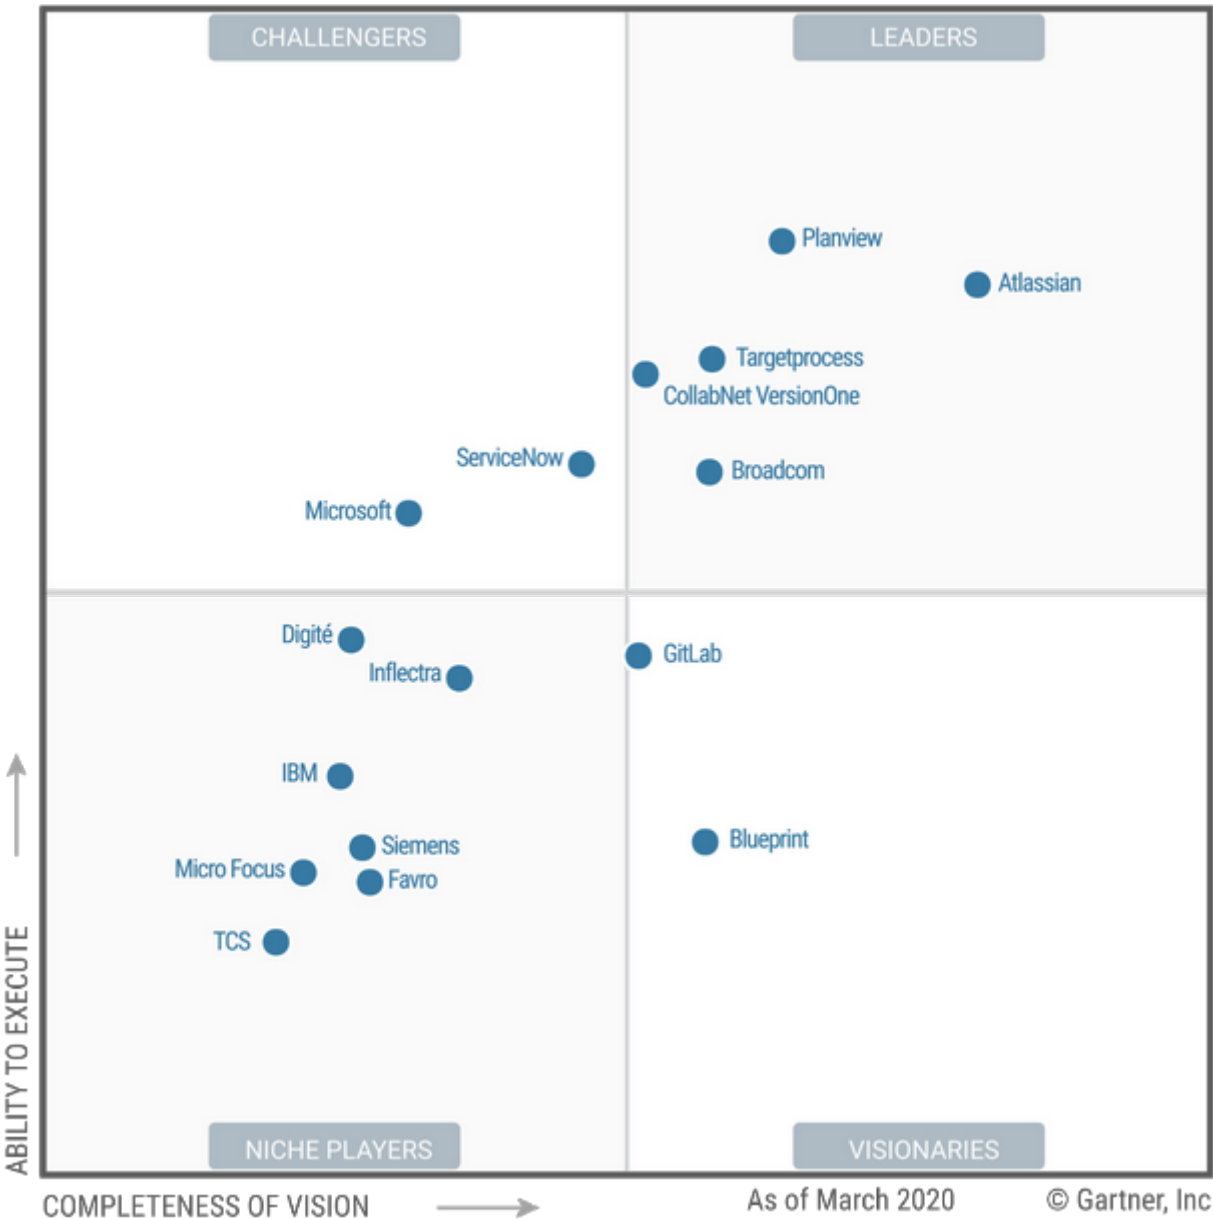 CHALLENGERS
LEADERS
Planview
Atlassian
Targetprocess
CollabNet VersionOne
ServiceNow
Broadcom
Microsoft
Digité
Inflectra
GitLab
IBM
Siemens
Blueprint
Micro Focus
Favro
TCS
ABILITY TO EXECUTE
NICHE PLAYERS
VISIONARIES
COMPLETENESS OF VISION
As of March 2020
© Gartner, Inc